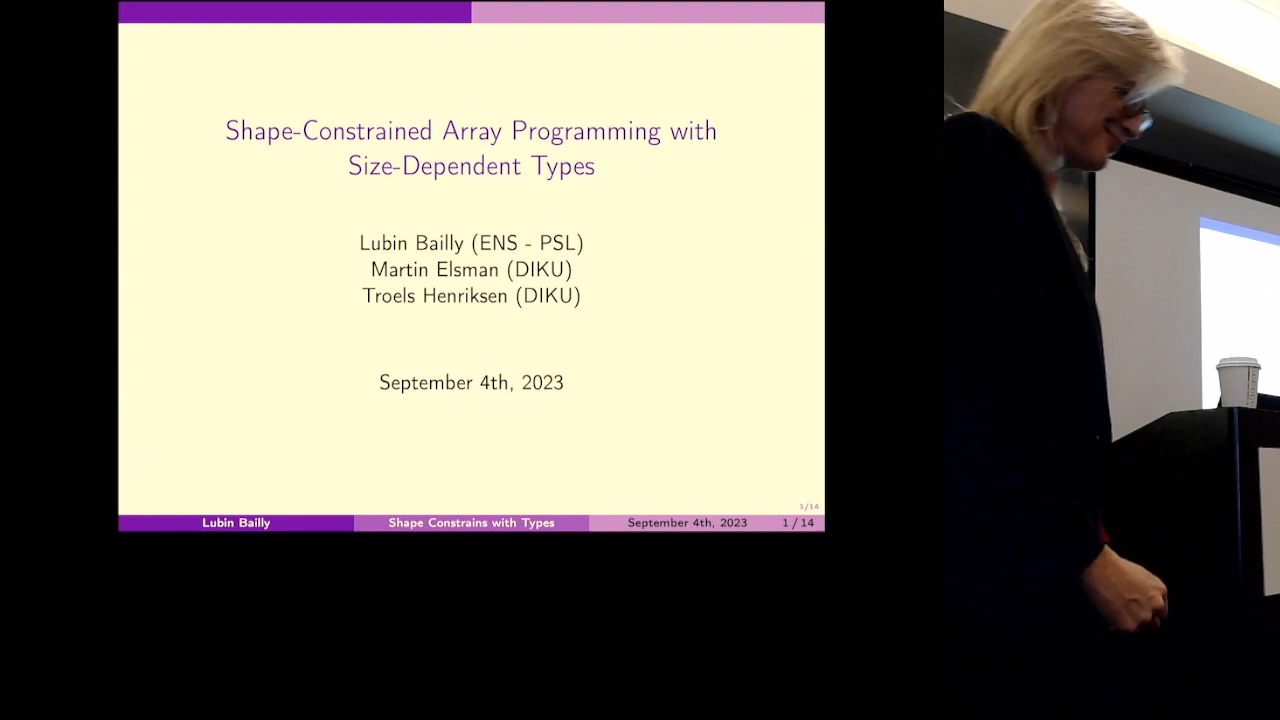 Shape-Constrained Array Programming with
Size-Dependent Types
Lubin Bailly (ENS - PSL)
Martin Elsman (DIKU)
Troels Henriksen (DIKU)
September 4th, 2023
1/14
Lubin Bailly
Shape Constrains with Types
September 4th, 2023
1 / 14